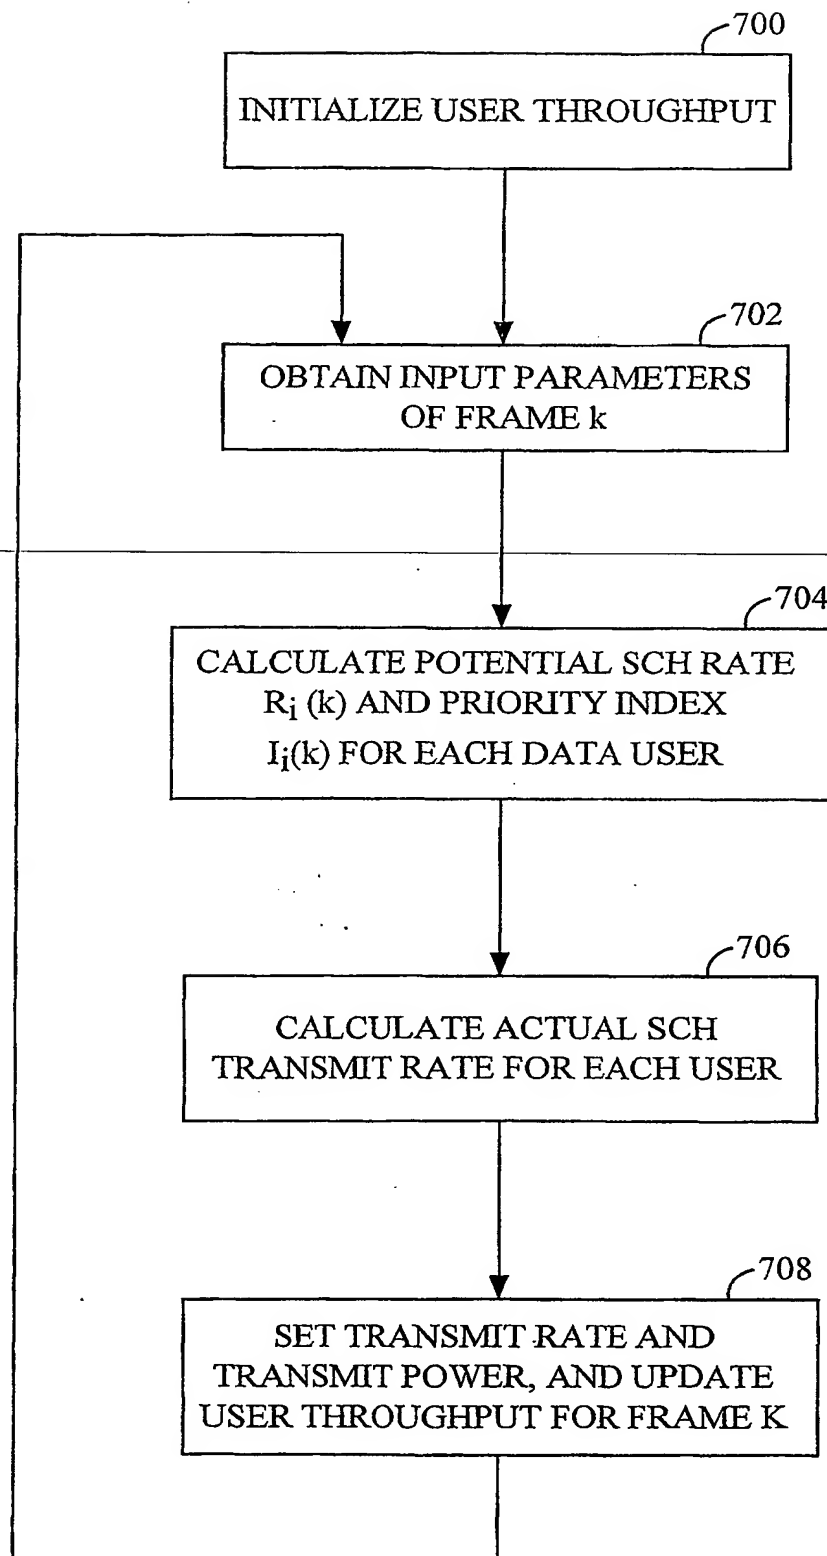 700
INITIALIZE USER THROUGHPUT
702
OBTAIN INPUT PARAMETERS
OF FRAME k
704
CALCULATE POTENTIAL SCH RATE
Ri (k) AND PRIORITY INDEX
Ii(k) FOR EACH DATA USER
706
CALCULATE ACTUAL SCH
TRANSMIT RATE FOR EACH USER
708
SET TRANSMIT RATE AND
TRANSMIT POWER, AND UPDATE
USER THROUGHPUT FOR FRAME K